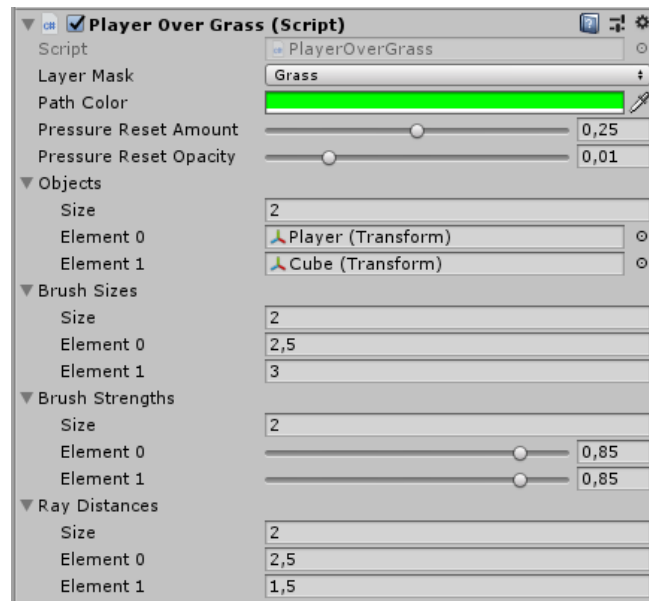 Player Over Grass (Script)
Script PlayerOverGrass
Layer Mask Grass
Path Color
Pressure Reset Amount 0,25
Pressure Reset Opacity 0,01
Objects
Size 2
Element 0 Player (Transform)
Element 1 Cube (Transform)
Brush Sizes
Size 2
Element 0 2,5
Element 1 3
Brush Strengths
Size 2
Element 0 0,85
Element 1 0,85
Ray Distances
Size 2
Element 0 2,5
Element 1 1,5